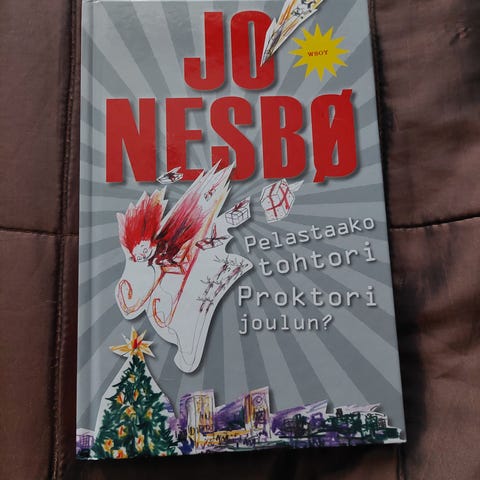 JO
NESBØ
WSOY
Pelastaako
tohtori
Proktori
joulun?